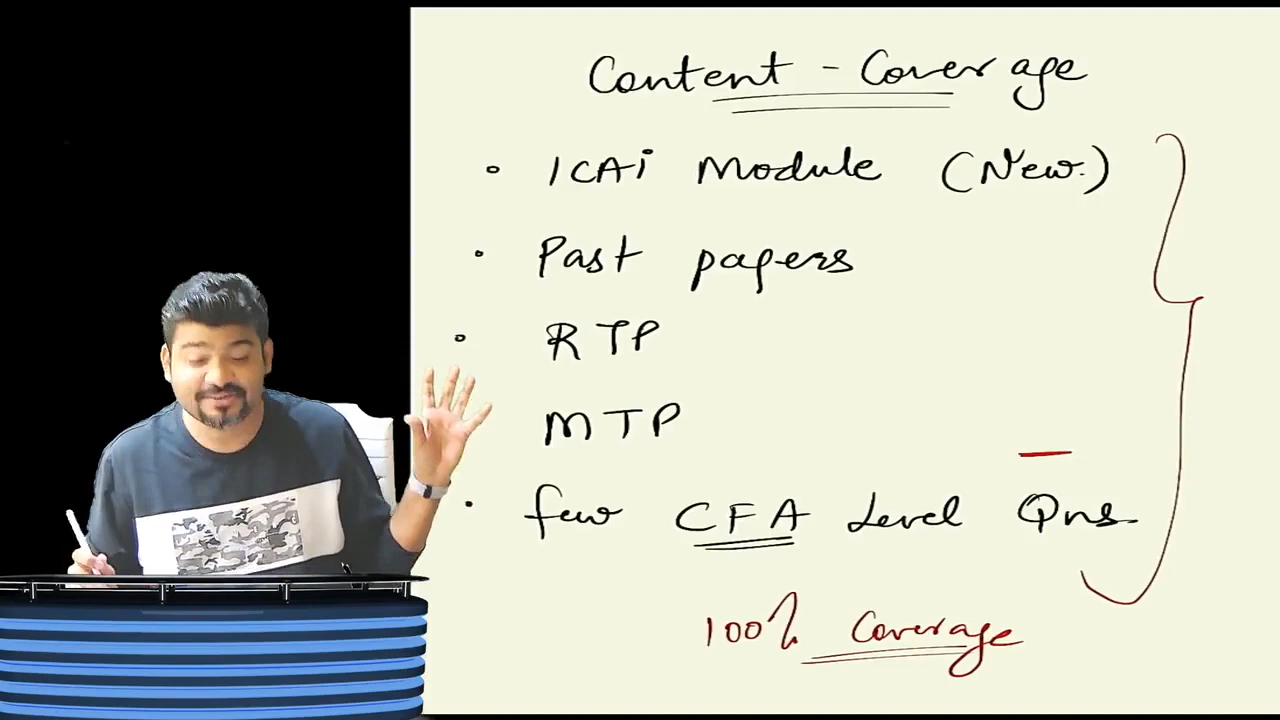 Content - Coverage
• ICAi Module (New.)
• Past papers
• RTP
MTP
• few CFA Level Qns.
100% Coverage